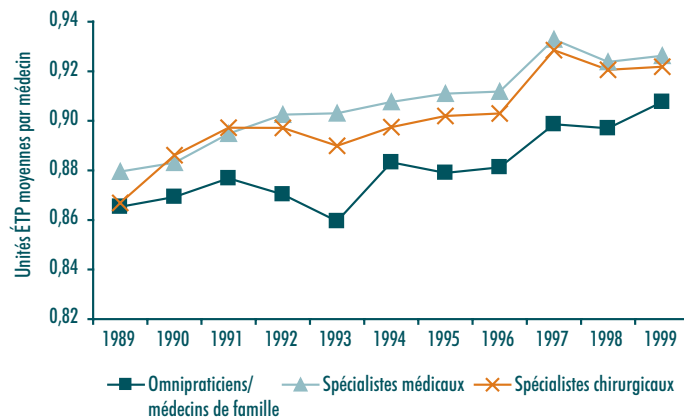 Unités ÉTP moyennes par médecin
0,94
0,92
0,90
0,88
0,86
0,84
0,82
1989 1990 1991 1992 1993 1994 1995 1996 1997 1998 1999
Omnipraticiens/ Spécialistes médicaux Spécialistes chirurgicaux
médecins de famille